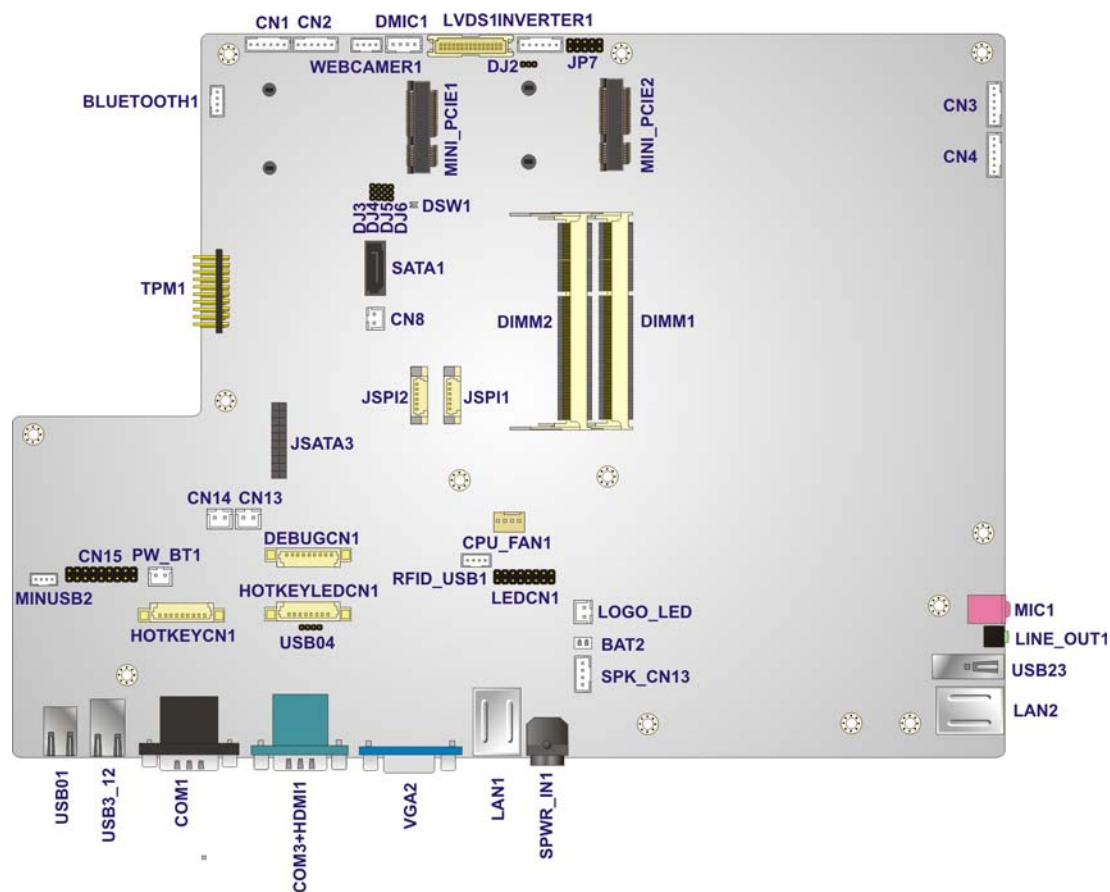 CN1 CN2 DMIC1 LVDS1 INVERTER1
WEBCAMER1 DJ2 JP7
BLUETOOTH1
MINI_PCIE1
MINI_PCIE2
CN3
CN4
DJ3
DJ4
DJ5
DJ6
DSW1
SATA1
TPM1
CN8
DIMM2
DIMM1
JSPI2
JSPI1
JSATA3
CN14 CN13
DEBUGCN1
CPU_FAN1
CN15 PW_BT1
RFID_USB1
MINUSB2
HOTKEYLEDCN1
LEDCN1
HOTKEYCN1
USB04
LOGO_LED
MIC1
LINE_OUT1
BAT2
SPK_CN13
USB23
LAN2
USB01
USB3_12
COM1
COM3+HDMI1
VGA2
LAN1
SPWR_IN1